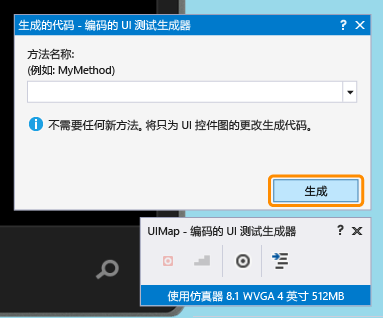 生成的代码 - 编码的 UI 测试生成器
方法名称:
(例如: MyMethod)
不需要任何新方法。将只为 UI 控件图的更改生成代码。
生成
UIMap - 编码的 UI 测试生成器
使用仿真器 8.1 WVGA 4 英寸 512MB